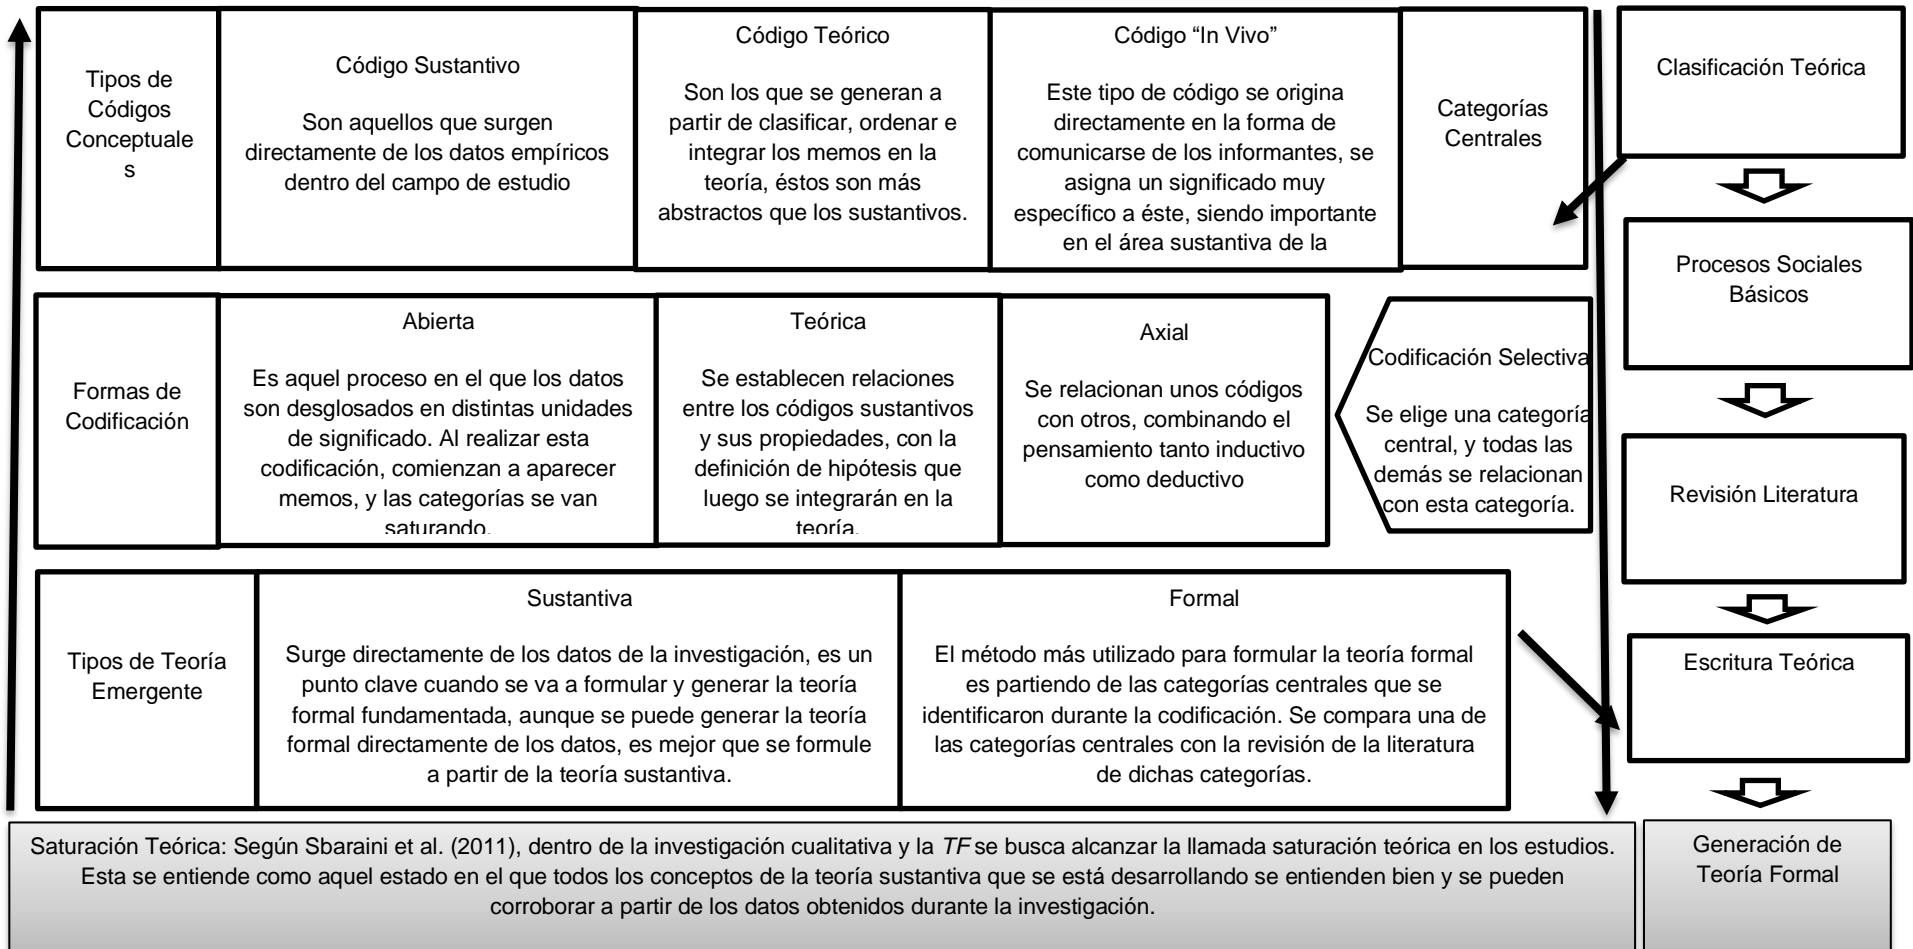 Tipos de
Códigos
Conceptuale
s
Código Sustantivo
Son aquellos que surgen
directamente de los datos empíricos
dentro del campo de estudio
Código Teórico
Son los que se generan a
partir de clasificar, ordenar e
integrar los memos en la
teoría, éstos son más
abstractos que los sustantivos.
Código “In Vivo”
Este tipo de código se origina
directamente en la forma de
comunicarse de los informantes, se
asigna un significado muy
específico a éste, siendo importante
en el área sustantiva de la
Categorías
Centrales
Clasificación Teórica
Procesos Sociales
Básicos
Formas de
Codificación
Abierta
Es aquel proceso en el que los datos
son desglosados en distintas unidades
de significado. Al realizar esta
codificación, comienzan a aparecer
memos, y las categorías se van
saturando.
Teórica
Se establecen relaciones
entre los códigos sustantivos
y sus propiedades, con la
definición de hipótesis que
luego se integrarán en la
teoría.
Axial
Se relacionan unos códigos
con otros, combinando el
pensamiento tanto inductivo
como deductivo
Codificación Selectiva
Se elige una categoría
central, y todas las
demás se relacionan
con esta categoría.
Revisión Literatura
Tipos de Teoría
Emergente
Sustantiva
Surge directamente de los datos de la investigación, es un
punto clave cuando se va a formular y generar la teoría
formal fundamentada, aunque se puede generar la teoría
formal directamente de los datos, es mejor que se formule
a partir de la teoría sustantiva.
Formal
El método más utilizado para formular la teoría formal
es partiendo de las categorías centrales que se
identificaron durante la codificación. Se compara una de
las categorías centrales con la revisión de la literatura
de dichas categorías.
Escritura Teórica
Saturación Teórica: Según Sbaraini et al. (2011), dentro de la investigación cualitativa y la TF se busca alcanzar la llamada saturación teórica en los estudios.
Esta se entiende como aquel estado en el que todos los conceptos de la teoría sustantiva que se está desarrollando se entienden bien y se pueden
corroborar a partir de los datos obtenidos durante la investigación.
Generación de
Teoría Formal